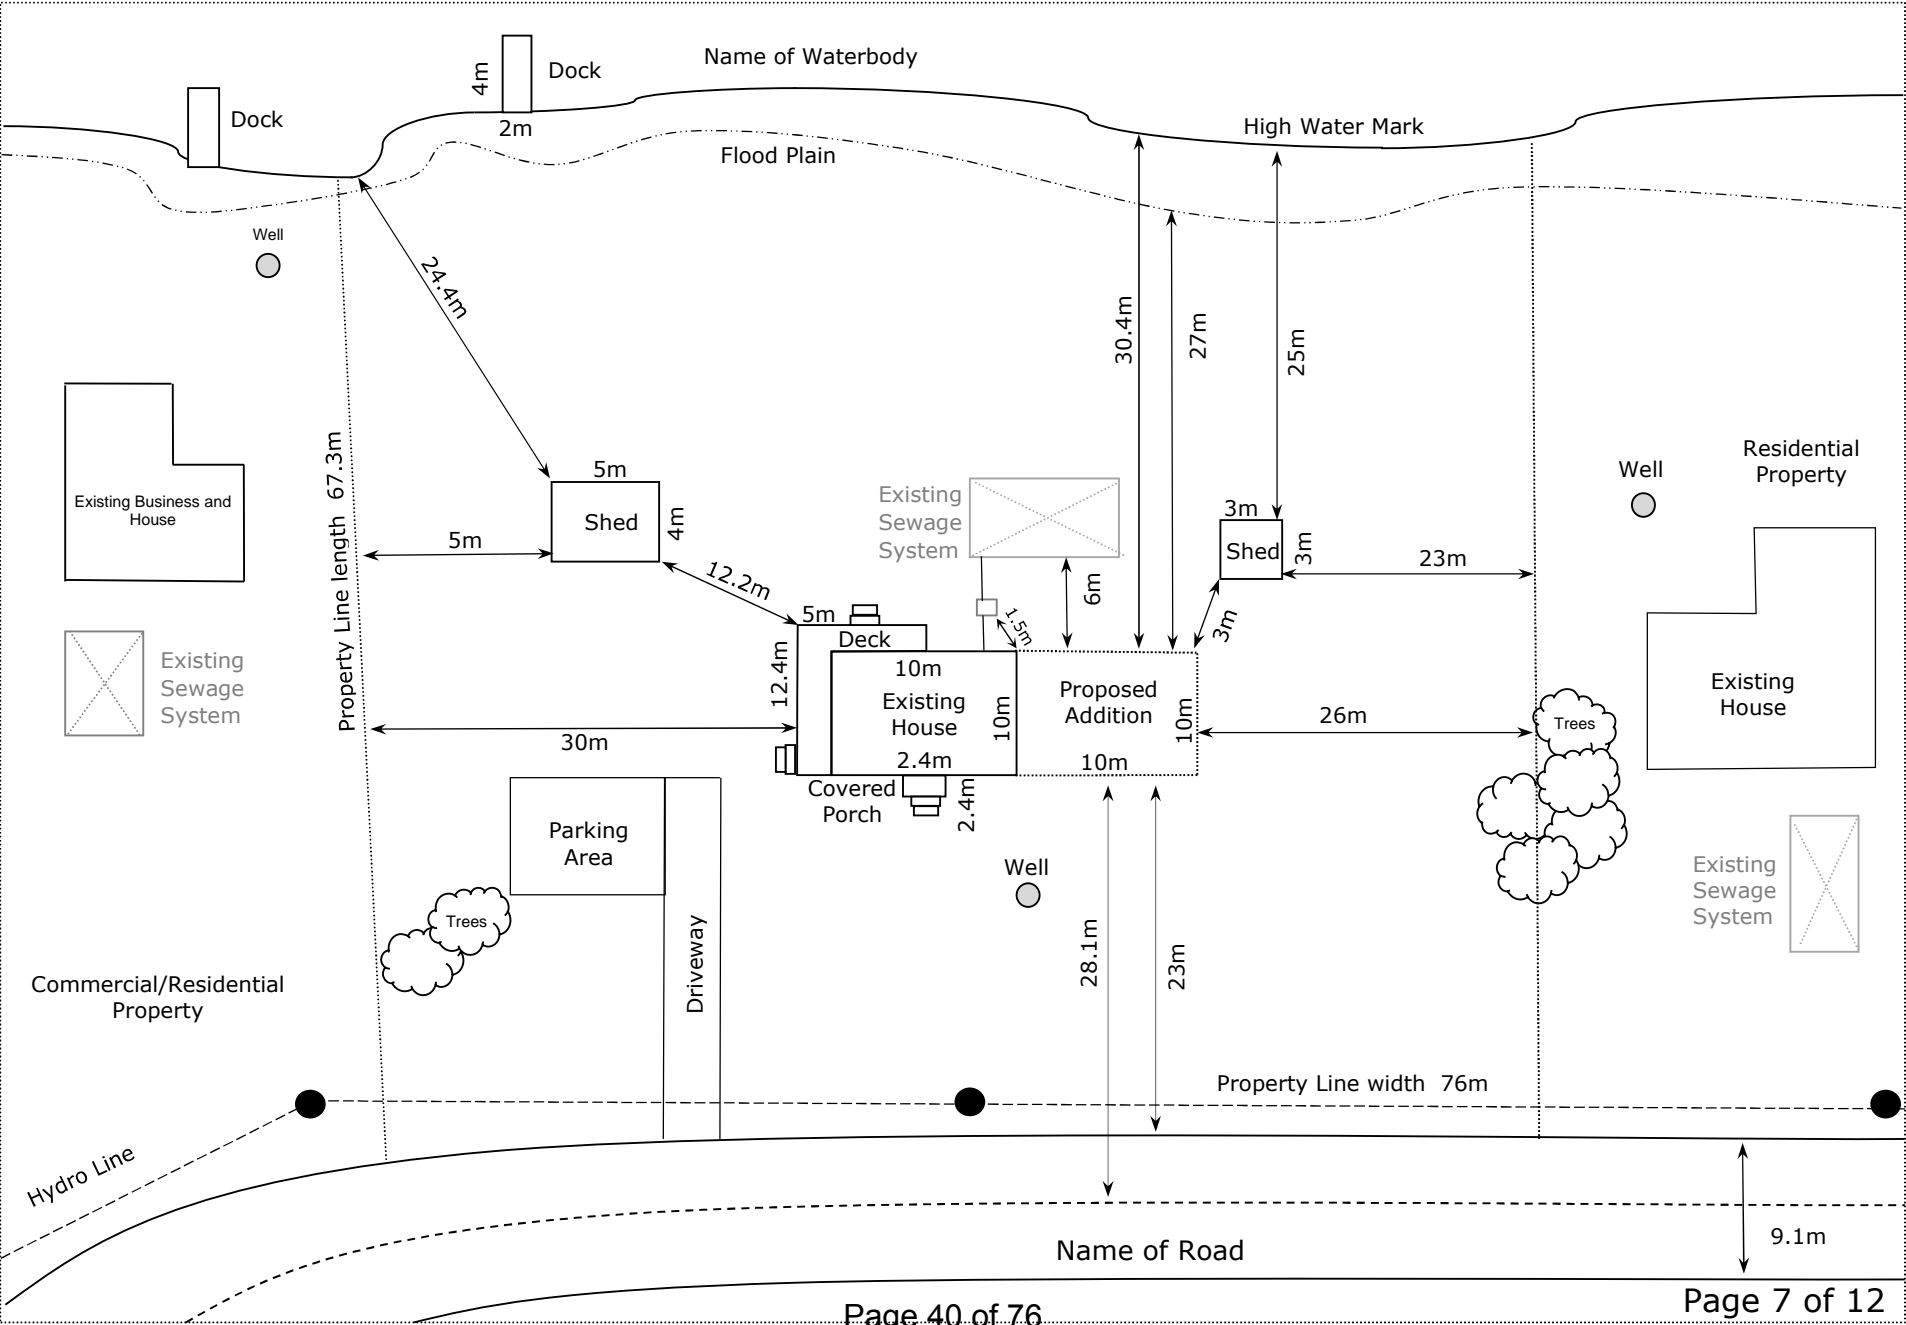 Name of Waterbody
Dock
4m
2m
Dock
High Water Mark
Flood Plain
Well
24.4m
30.4m
27m
25m
Property Line length 67.3m
Existing Business and
House
5m
Shed
4m
5m
12.2m
Existing
Sewage
System
6m
1.5m
3m
Shed
3m
3m
23m
Well
Residential
Property
Existing
Sewage
System
30m
5m
Deck
12.4m
10m
Existing
House
10m
2.4m
Covered
Porch
2.4m
Proposed
Addition
10m
10m
26m
Trees
Existing
House
Parking
Area
Trees
Driveway
Well
28.1m
23m
Existing
Sewage
System
Commercial/Residential
Property
Property Line width 76m
Hydro Line
Name of Road
9.1m
Page 7 of 12
Page 40 of 76